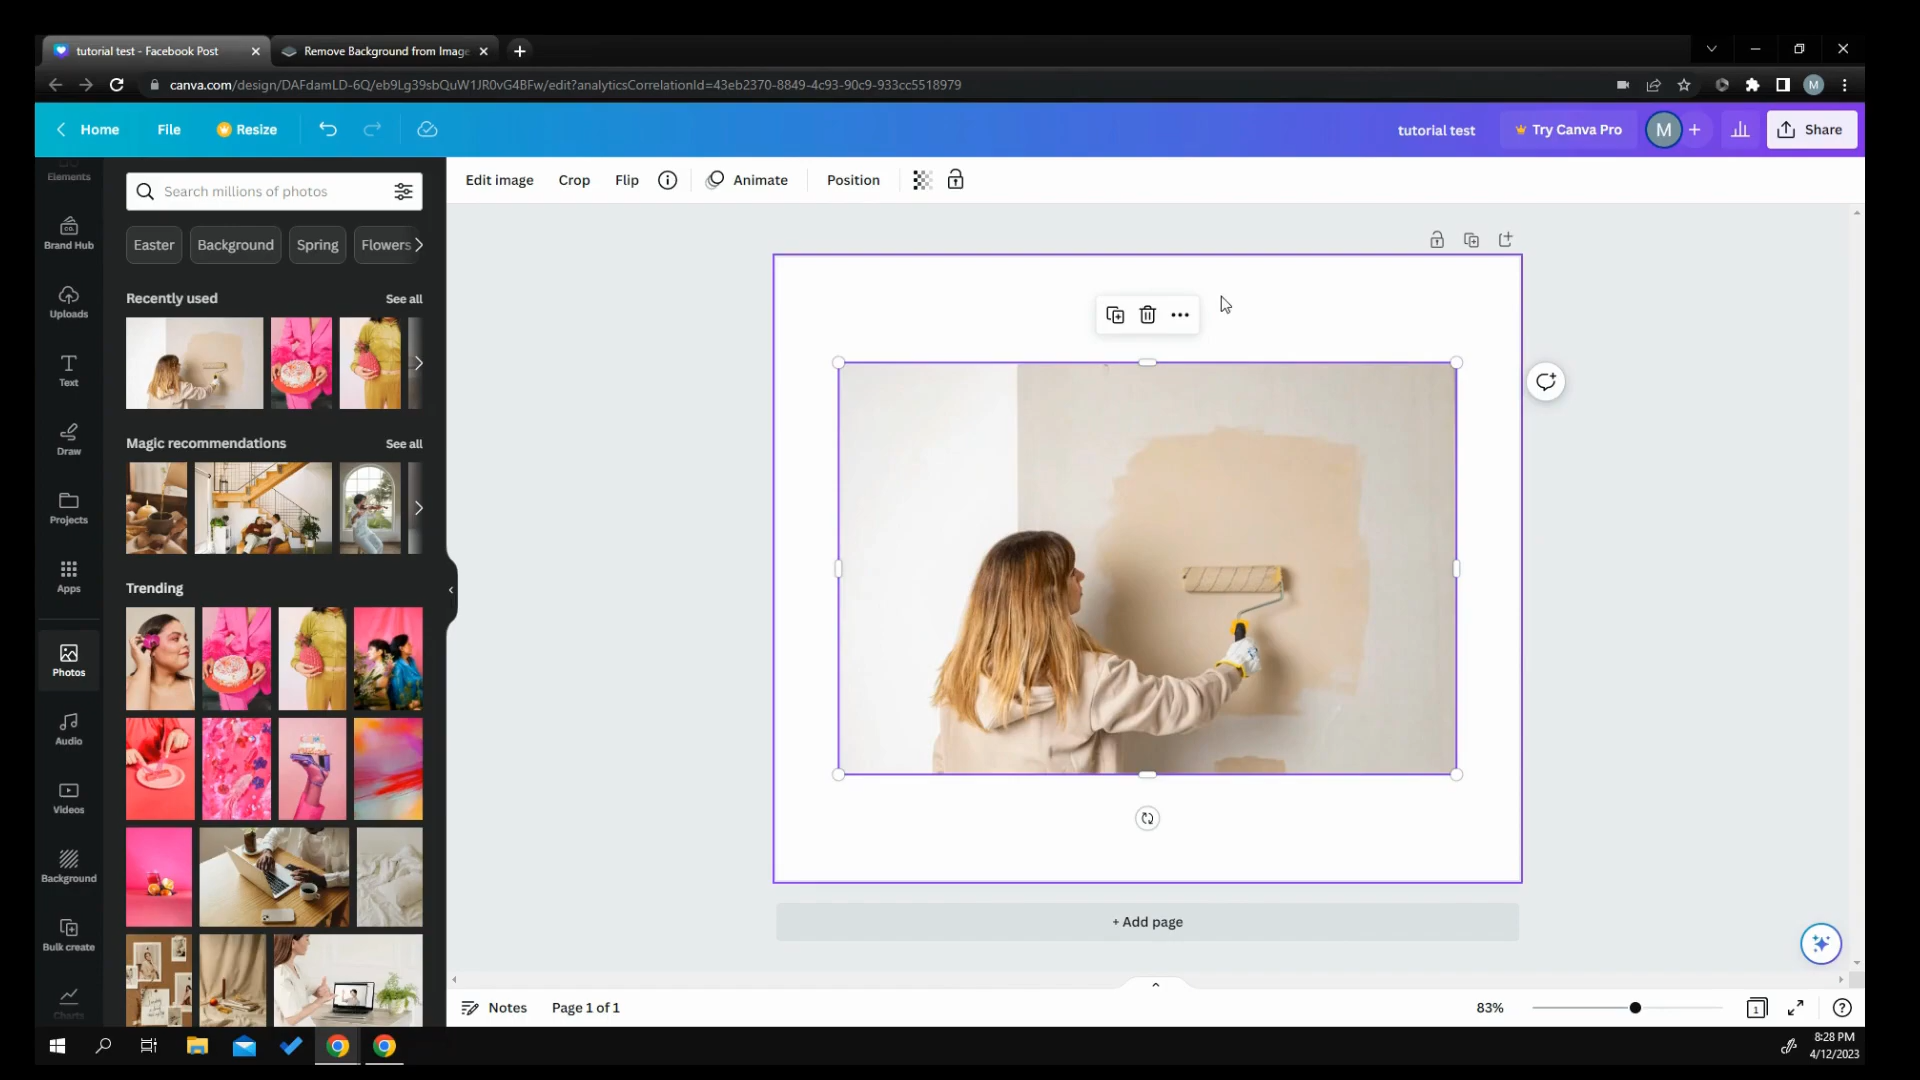 tutorial test - Facebook Post
Remove Background from Image
canva.com/design/DAFdamLD-6Q/eb9Lg39sbQuW1JR0vG4BFw/edit?analyticsCorrelationId=43eb2370-8849-4c93-90c9-933cc5518979
M
Home
File
Resize
tutorial test
Try Canva Pro
M
Share
Elements
Brand Hub
Uploads
Text
Draw
Projects
Apps
Photos
Audio
Videos
Background
Bulk create
Charts
Search millions of photos
Easter
Background
Spring
Flowers
Recently used
See all
Magic recommendations
See all
Trending
Edit image
Crop
Flip
Animate
Position
+ Add page
Notes
Page 1 of 1
83%
1
8:28 PM
4/12/2023